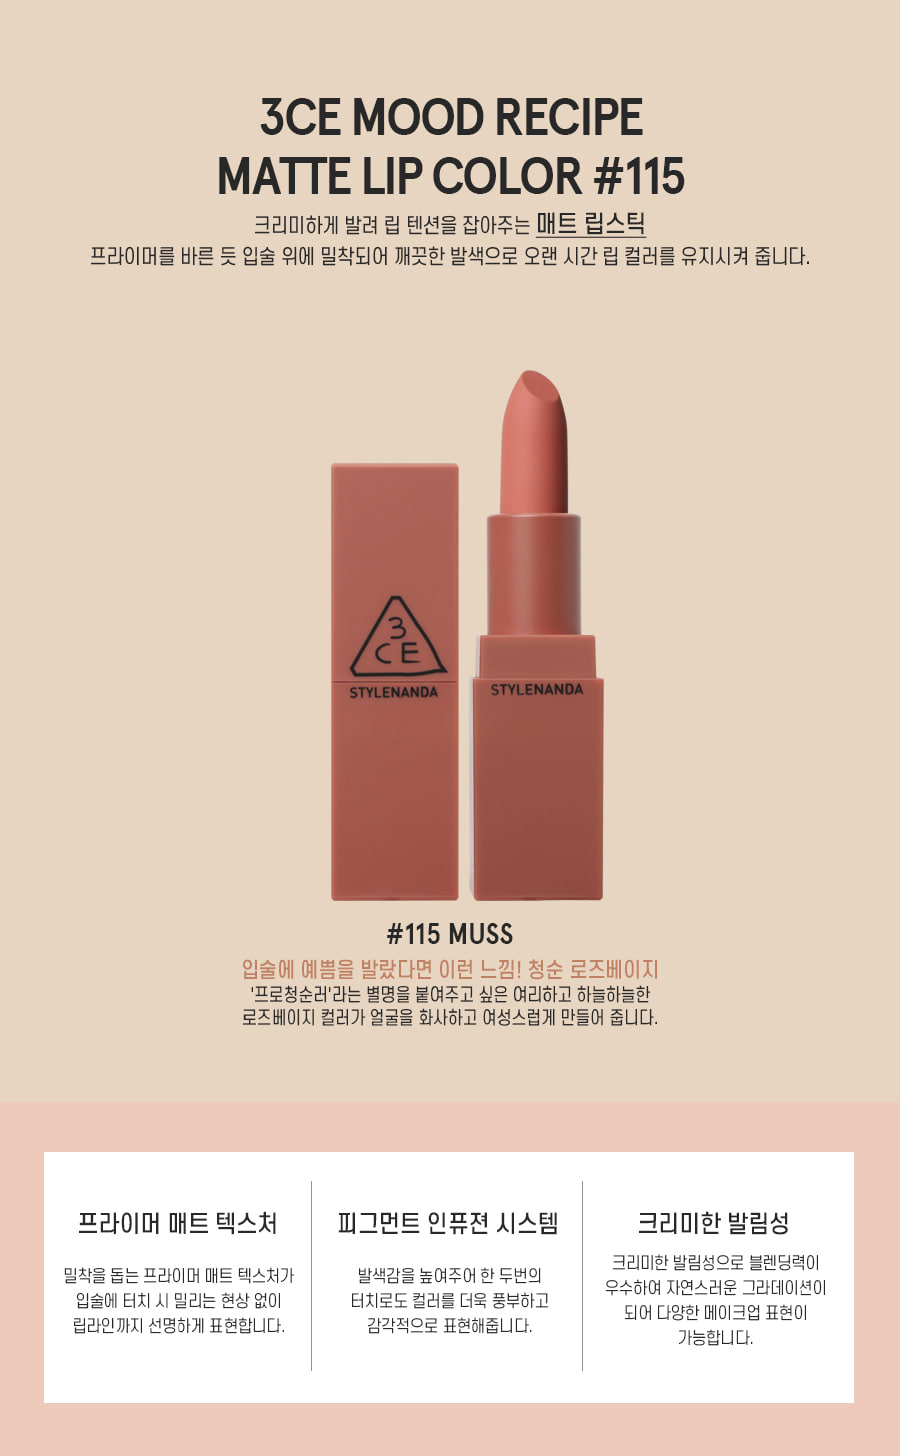 3CE MOOD RECIPE
MATTE LIP COLOR #115
크리미하게 발려 립 텐션을 잡아주는 매트 립스틱
프라이머를 바른 듯 입술 위에 밀착되어 깨끗한 발색으로 오랜 시간 립 컬러를 유지시켜 줍니다.
3
CE
STYLENANDA
STYLENANDA
#115 MUSS
입술에 예쁨을 발랐다면 이런 느낌! 청순 로즈베이지
'프로청순러'라는 별명을 붙여주고 싶은 여리하고 하늘하늘한
로즈베이지 컬러가 얼굴을 화사하고 여성스럽게 만들어 줍니다.
프라이머 매트 텍스처
밀착을 돕는 프라이머 매트 텍스처가
입술에 터치 시 밀리는 현상 없이
립라인까지 선명하게 표현합니다.
피그먼트 인퓨젼 시스템
발색감을 높여주어 한 두번의
터치로도 컬러를 더욱 풍부하고
감각적으로 표현해줍니다.
크리미한 발림성
크리미한 발림성으로 블렌딩력이
우수하여 자연스러운 그라데이션이
되어 다양한 메이크업 표현이
가능합니다.